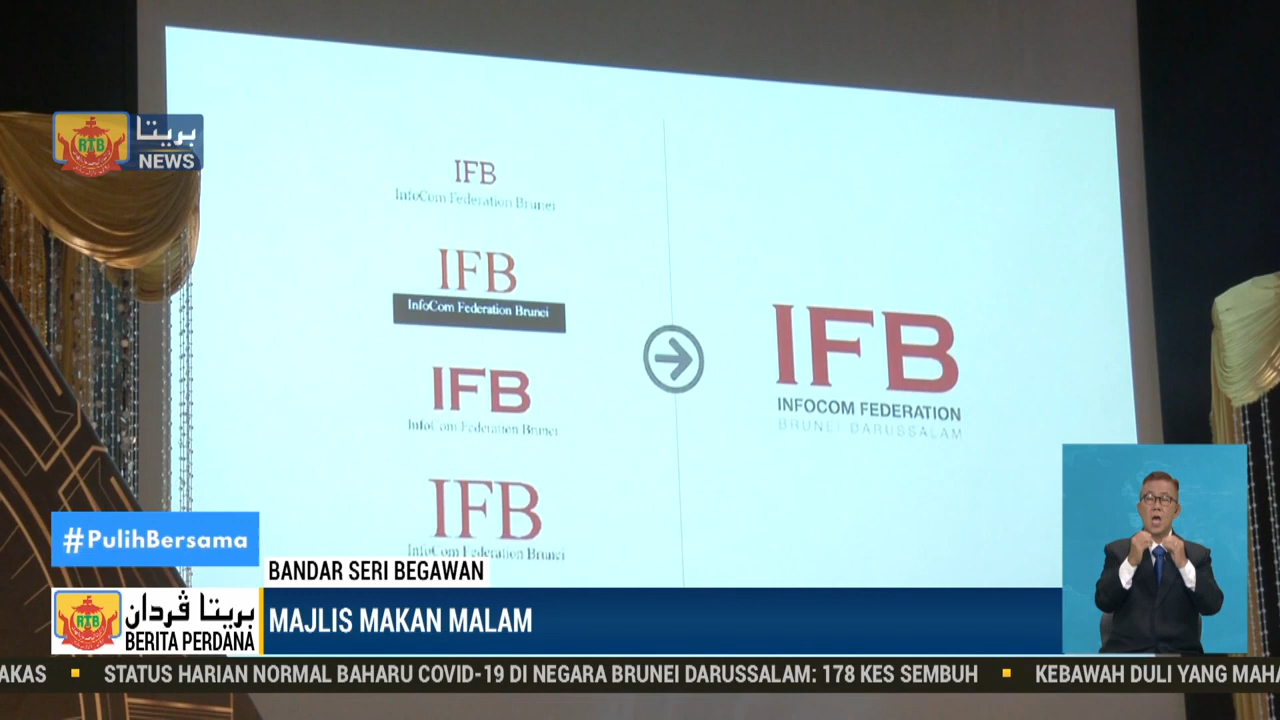 بريتا
NEWS
RTB
IFB
InfoCom Federation Brunei
IFB
InfoCom Federation Brunei
IFB
InfoCom Federation Brunei
IFB
InfoCom Federation Brunei
IFB
INFOCOM FEDERATION
BRUNEI DARUSSALAM
#PulihBersama
BANDAR SERI BEGAWAN
RTB
بريتا ڤردان
BERITA PERDANA
MAJLIS MAKAN MALAM
AKAS ▪ STATUS HARIAN NORMAL BAHARU COVID-19 DI NEGARA BRUNEI DARUSSALAM: 178 KES SEMBUH ▪ KEBAWAH DULI YANG MAHA